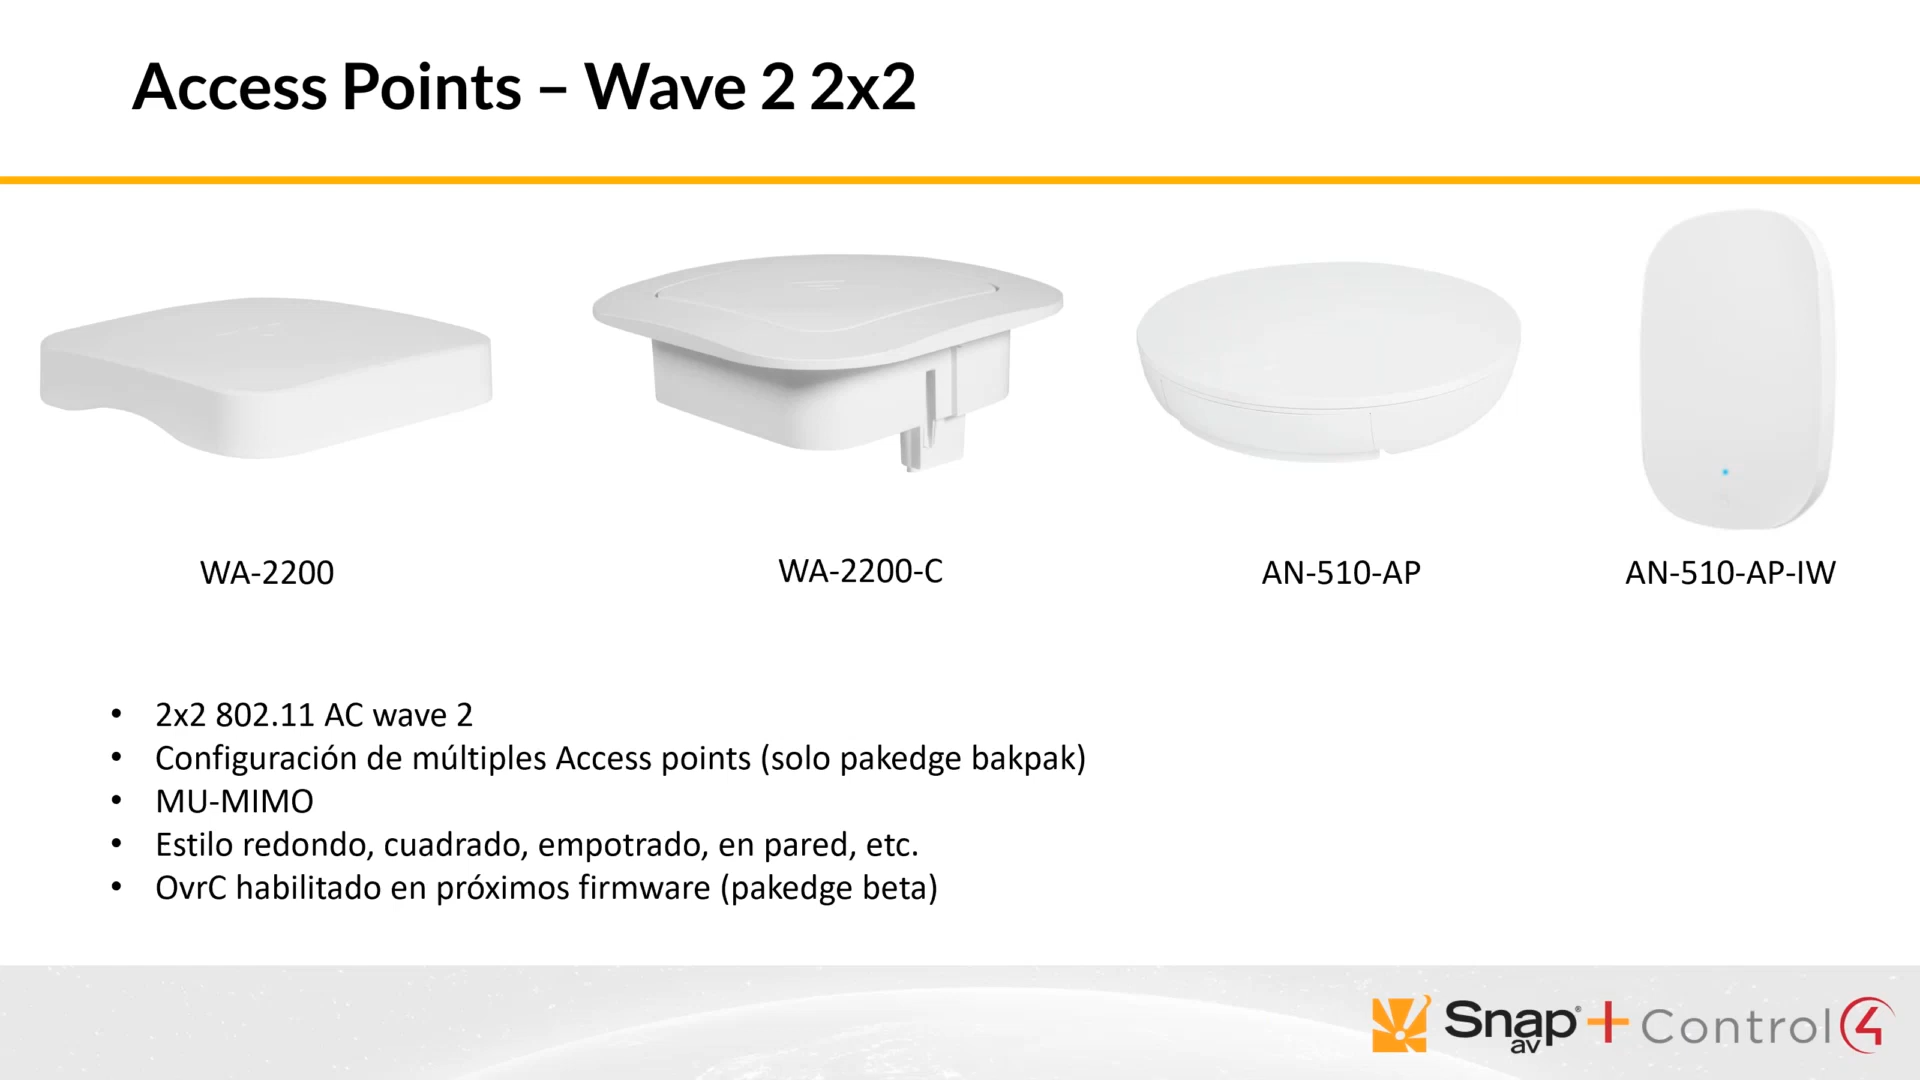 Access Points – Wave 2 2x2
WA-2200
WA-2200-C
AN-510-AP
AN-510-AP-IW
• 2x2 802.11 AC wave 2
• Configuración de múltiples Access points (solo pakedge bakpak)
• MU-MIMO
• Estilo redondo, cuadrado, empotrado, en pared, etc.
• OvrC habilitado en próximos firmware (pakedge beta)
Snap av + Control4